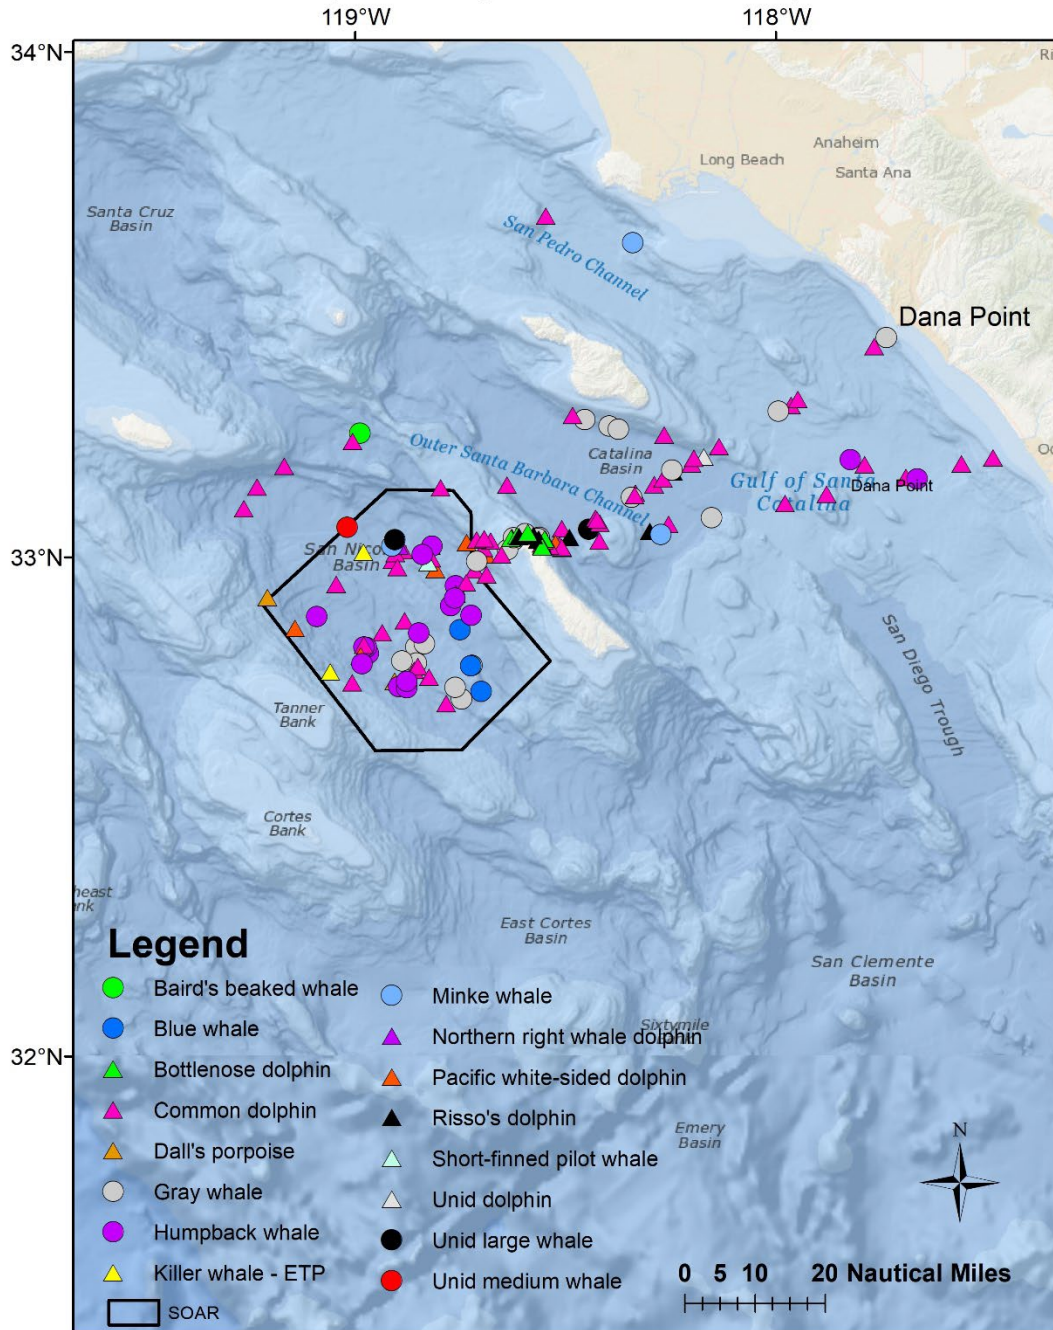 119°W
118°W
34°N
Ri
Anaheim
Long Beach
Santa Ana
Santa Cruz
Basin
San Pedro Channel
Dana Point
Oc
Outer Santa Barbara Channel
Catalina
Basin
Gulf of Santa
Catalina
Dana Point
33°N
San Nico
Basin
San Diego Trough
Tanner
Bank
Cortes
Bank
heast
nk
East Cortes
Basin
San Clemente
Basin
Sixtymile
32°N
Emery
Basin
Legend
Baird's beaked whale
Blue whale
Bottlenose dolphin
Common dolphin
Dall's porpoise
Gray whale
Humpback whale
Killer whale - ETP
SOAR
Minke whale
Northern right whale dolphin
Pacific white-sided dolphin
Risso's dolphin
Short-finned pilot whale
Unid dolphin
Unid large whale
Unid medium whale
N
0 5 10 20 Nautical Miles